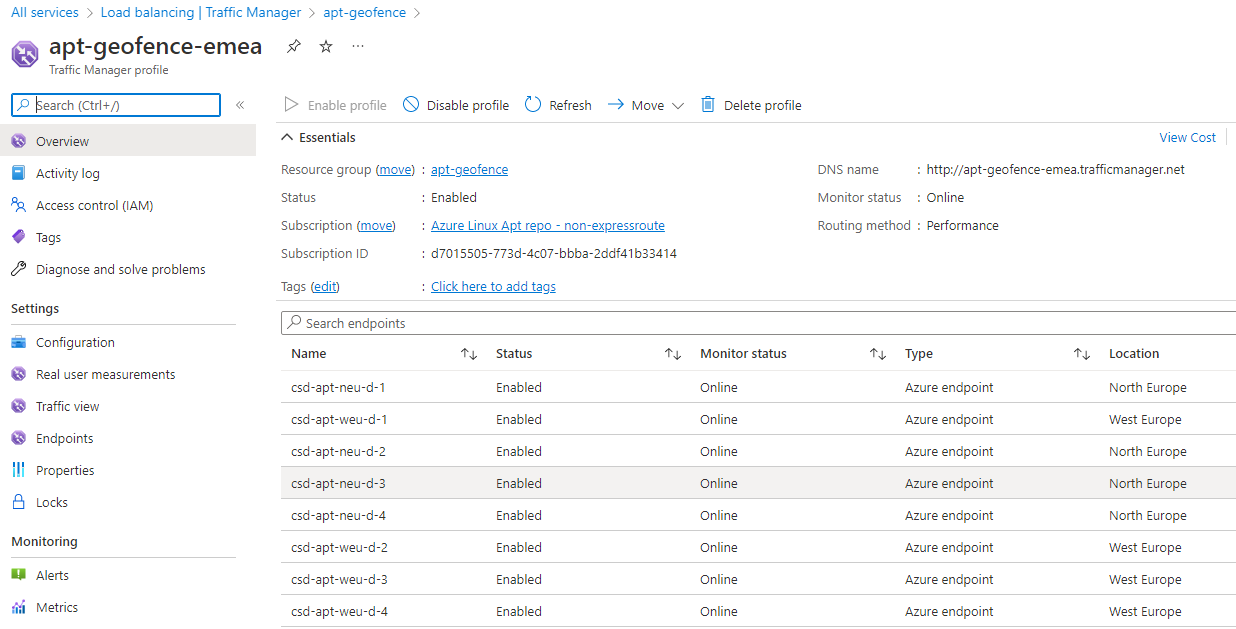 All services > Load balancing | Traffic Manager > apt-geofence >
apt-geofence-emea ...
Traffic Manager profile
Search (Ctrl+/) «
Enable profile Disable profile Refresh Move Delete profile
Overview
Activity log
Access control (IAM)
Tags
Diagnose and solve problems
Settings
Configuration
Real user measurements
Traffic view
Endpoints
Properties
Locks
Monitoring
Alerts
Metrics
Essentials View Cost
Resource group (move) : apt-geofence
Status : Enabled
Subscription (move) : Azure Linux Apt repo - non-expressroute
Subscription ID : d7015505-773d-4c07-bbba-2ddf41b33414
Tags (edit) : Click here to add tags
DNS name : http://apt-geofence-emea.trafficmanager.net
Monitor status : Online
Routing method : Performance
Search endpoints
Name Status Monitor status Type Location
csd-apt-neu-d-1 Enabled Online Azure endpoint North Europe
csd-apt-weu-d-1 Enabled Online Azure endpoint West Europe
csd-apt-neu-d-2 Enabled Online Azure endpoint North Europe
csd-apt-neu-d-3 Enabled Online Azure endpoint North Europe
csd-apt-neu-d-4 Enabled Online Azure endpoint North Europe
csd-apt-weu-d-2 Enabled Online Azure endpoint West Europe
csd-apt-weu-d-3 Enabled Online Azure endpoint West Europe
csd-apt-weu-d-4 Enabled Online Azure endpoint West Europe